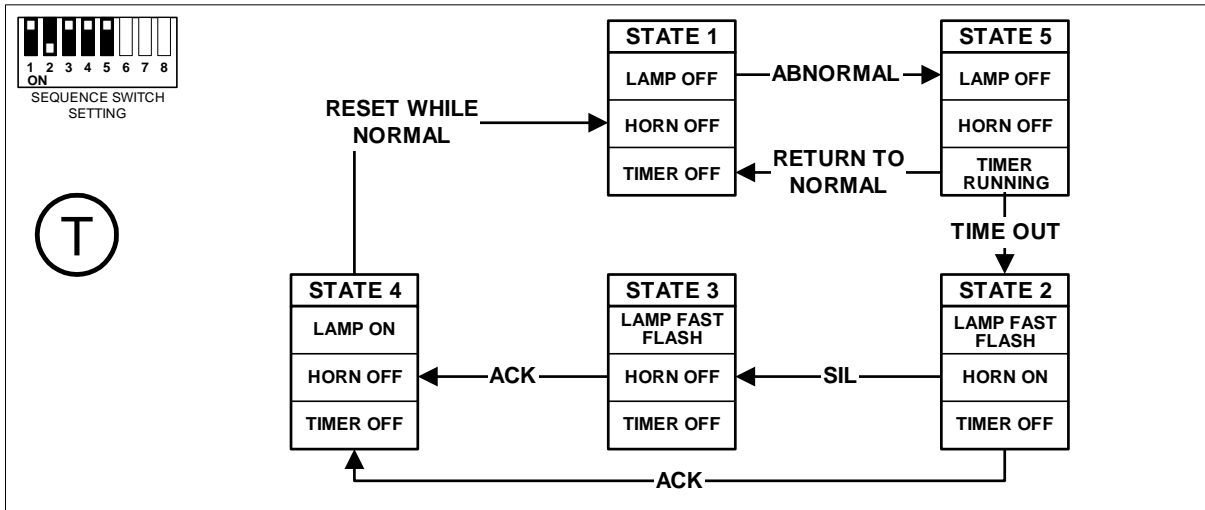 1 2 3 4 5 6 7 8
ON
SEQUENCE SWITCH
SETTING
T
STATE 1
LAMP OFF
HORN OFF
TIMER OFF
ABNORMAL
RETURN TO
NORMAL
STATE 5
LAMP OFF
HORN OFF
TIMER
RUNNING
TIME OUT
RESET WHILE
NORMAL
STATE 4
LAMP ON
HORN OFF
TIMER OFF
ACK
STATE 3
LAMP FAST
FLASH
HORN OFF
TIMER OFF
SIL
STATE 2
LAMP FAST
FLASH
HORN ON
TIMER OFF
ACK